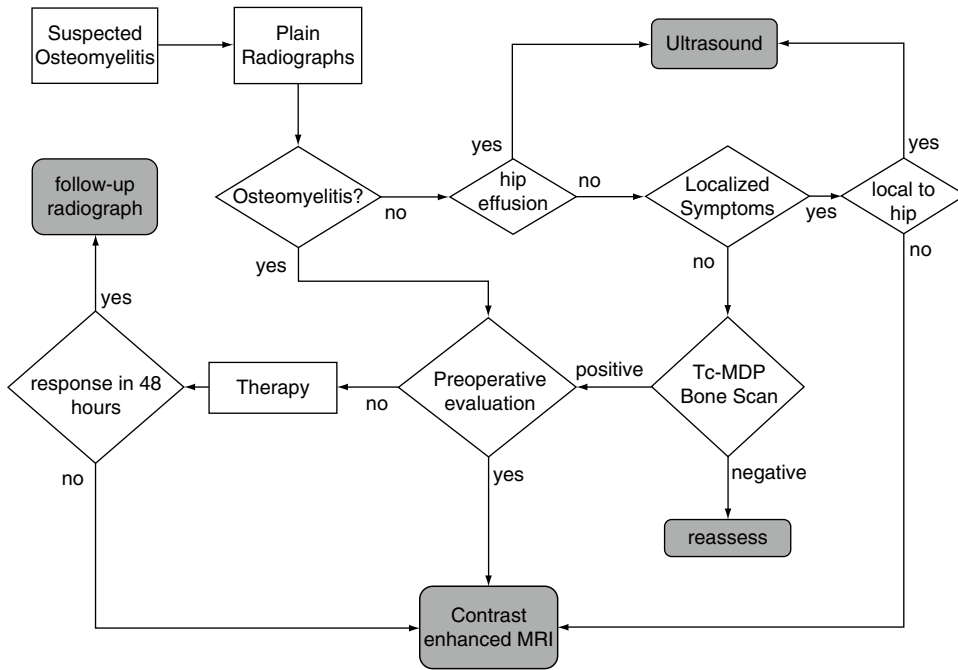 Suspected
Osteomyelitis
Plain
Radiographs
Ultrasound
yes
yes
follow-up
radiograph
Osteomyelitis?
no
hip
effusion
no
Localized
Symptoms
yes
local to
hip
no
yes
no
yes
response in 48
hours
Therapy
no
Preoperative
evaluation
positive
Tc-MDP
Bone Scan
no
yes
negative
reassess
Contrast
enhanced MRI